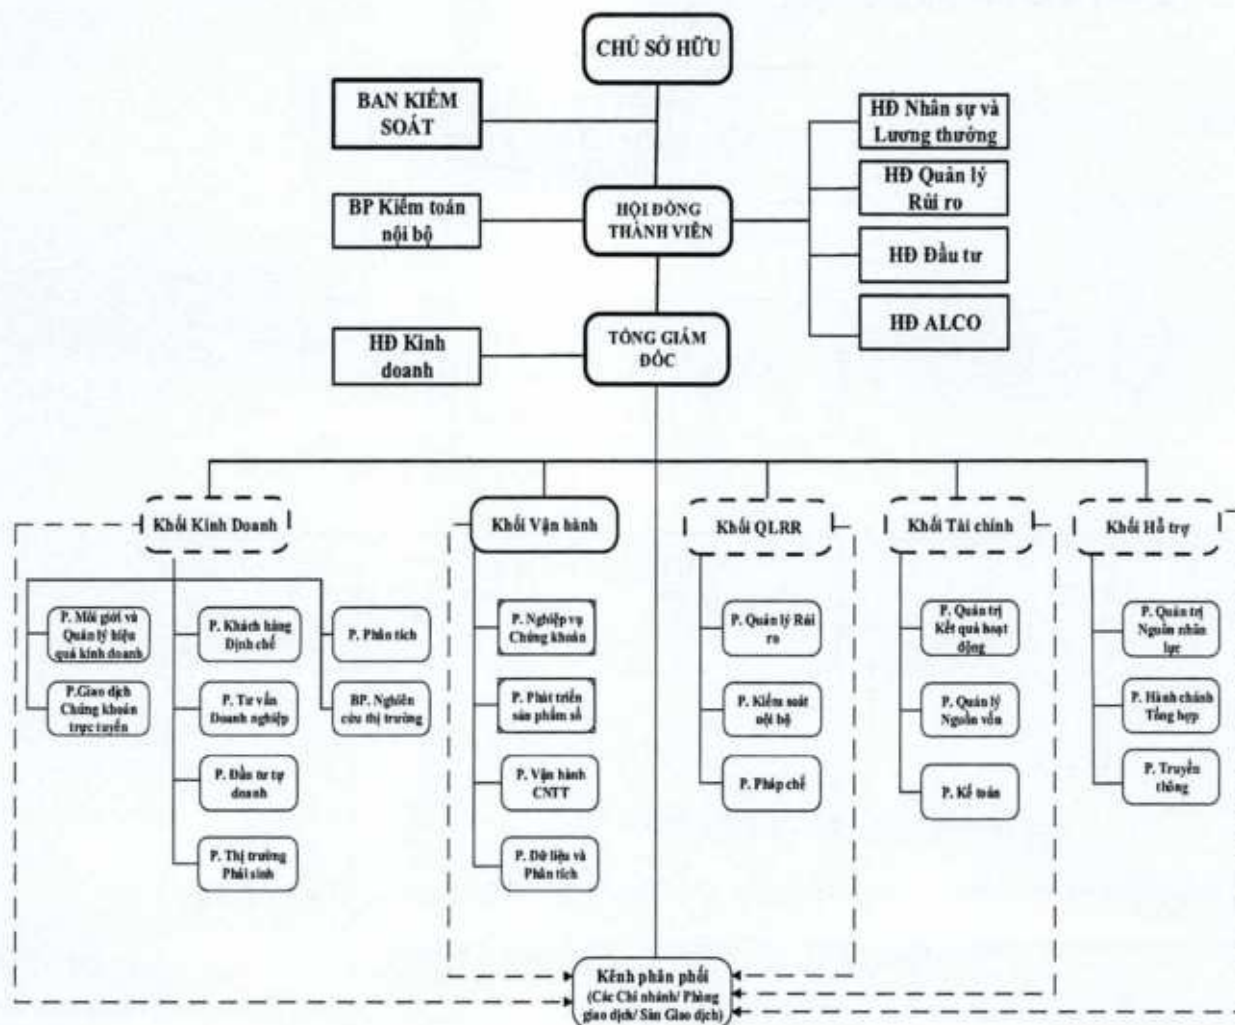 CHỦ SỞ HỮU
BAN KIỂM
SOÁT
HĐ Nhân sự và
Lương thưởng
HĐ Quản lý
Rủi ro
BP Kiểm toán
nội bộ
HỘI ĐỒNG
THÀNH VIÊN
HĐ Đầu tư
HĐ ALCO
HĐ Kinh
doanh
TỔNG GIÁM
ĐỐC
Khối Kinh Doanh
Khối Vận hành
Khối QLRR
Khối Tài chính
Khối Hỗ trợ
P. Môi giới và
Quản lý hiệu
quả kinh doanh
P.Giao dịch
Chứng khoán
trực tuyến
P. Khách hàng
Định chế
P. Tư vấn
Doanh nghiệp
P. Đầu tư tự
doanh
P. Thị trường
Phái sinh
P. Phân tích
BP. Nghiên
cứu thị trường
P. Nghiệp vụ
Chứng khoán
P. Phát triển
sản phẩm số
P. Vận hành
CNTT
P. Dữ liệu và
Phân tích
P. Quản lý Rủi
ro
P. Kiểm soát
nội bộ
P. Pháp chế
P. Quản trị
Kết quả hoạt
động
P. Quản lý
Nguồn vốn
P. Kế toán
P. Quản trị
Nguồn nhân
lực
P. Hành chánh
Tổng hợp
P. Truyền
thông
Kênh phân phối
(Các Chi nhánh/ Phòng
giao dịch/ Sàn Giao dịch)